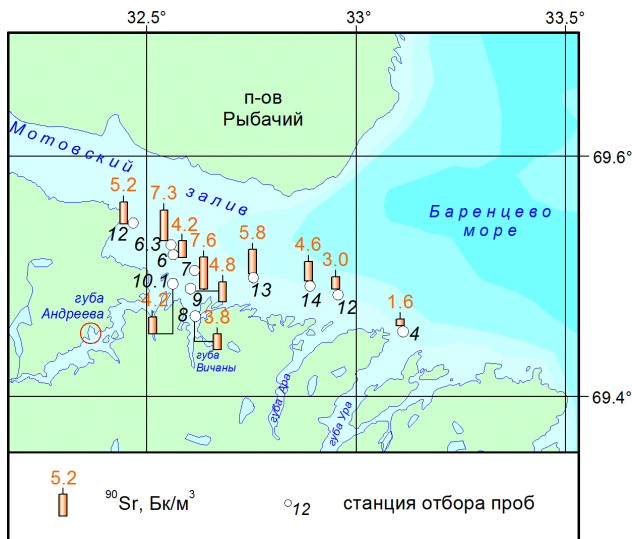 32.5°
33°
33.5°
п-ов
Рыбачий
Мотовский
залив
69.6°
Баренцево
море
5.2
7.3
4.2
7.6
4.8
5.8
4.6
3.0
1.6
12
6.3
6
7
10.1
9
8
13
14
12
4
4.2
3.8
губа
Андреева
губа
Вичаны
губа Ара
губа Ура
69.4°
5.2
⁹⁰Sr, Бк/м³
12
станция отбора проб